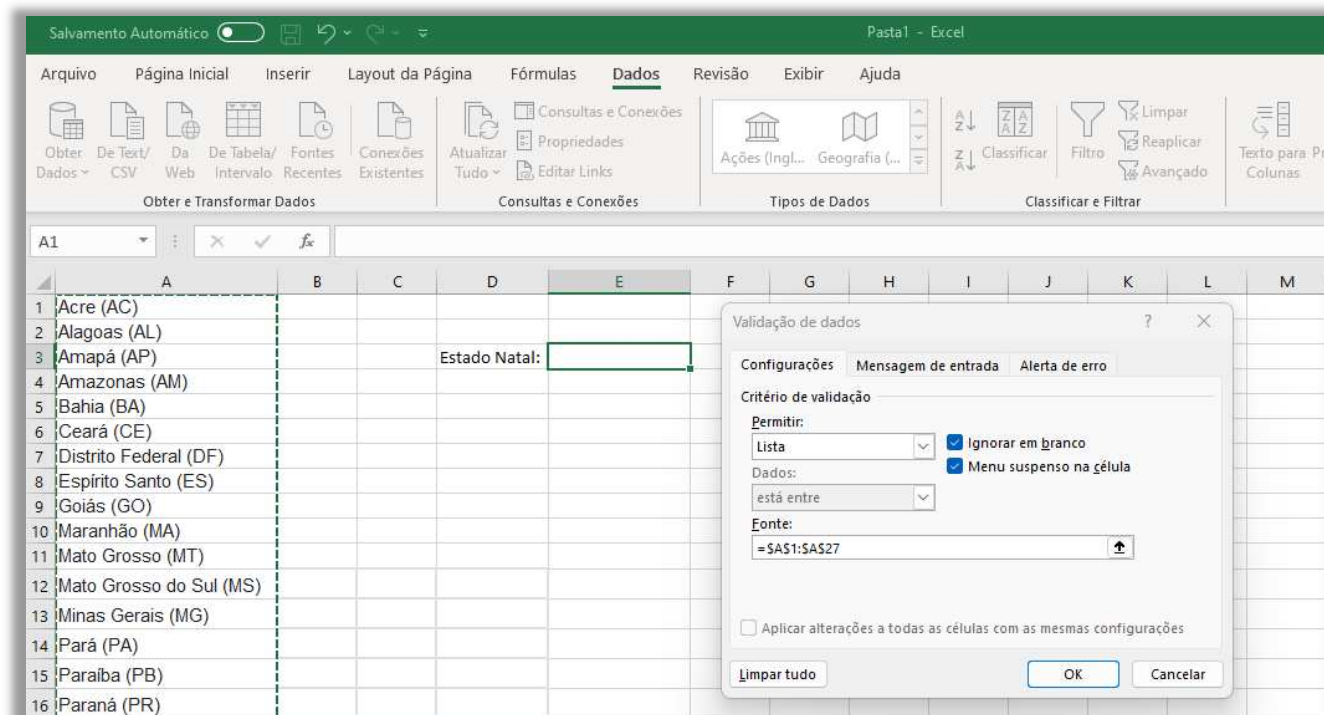 Salvamento Automático
Pasta1 - Excel
Arquivo Página Inicial Inserir Layout da Página Fórmulas Dados Revisão Exibir Ajuda
Obter Dados
De Text/ CSV
Da Web
De Tabela/ Intervalo
Fontes Recentes
Conexões Existentes
Obter e Transformar Dados
Atualizar Tudo
Consultas e Conexões
Propriedades
Editar Links
Consultas e Conexões
Ações (Ingl... Geografia (...
Tipos de Dados
Classificar
Filtro
Limpar
Reaplicar
Avançado
Classificar e Filtrar
Texto para Colunas
A1
fx
A B C D E F G H I J K L M
1 Acre (AC)
2 Alagoas (AL)
3 Amapá (AP) Estado Natal:
4 Amazonas (AM)
5 Bahia (BA)
6 Ceará (CE)
7 Distrito Federal (DF)
8 Espírito Santo (ES)
9 Goiás (GO)
10 Maranhão (MA)
11 Mato Grosso (MT)
12 Mato Grosso do Sul (MS)
13 Minas Gerais (MG)
14 Pará (PA)
15 Paraíba (PB)
16 Paraná (PR)
Validação de dados ? ×
Configurações Mensagem de entrada Alerta de erro
Critério de validação
Permitir:
Lista
Ignorar em branco
Menu suspenso na célula
Dados:
está entre
Fonte:
=$A$1:$A$27
Aplicar alterações a todas as células com as mesmas configurações
Limpar tudo OK Cancelar